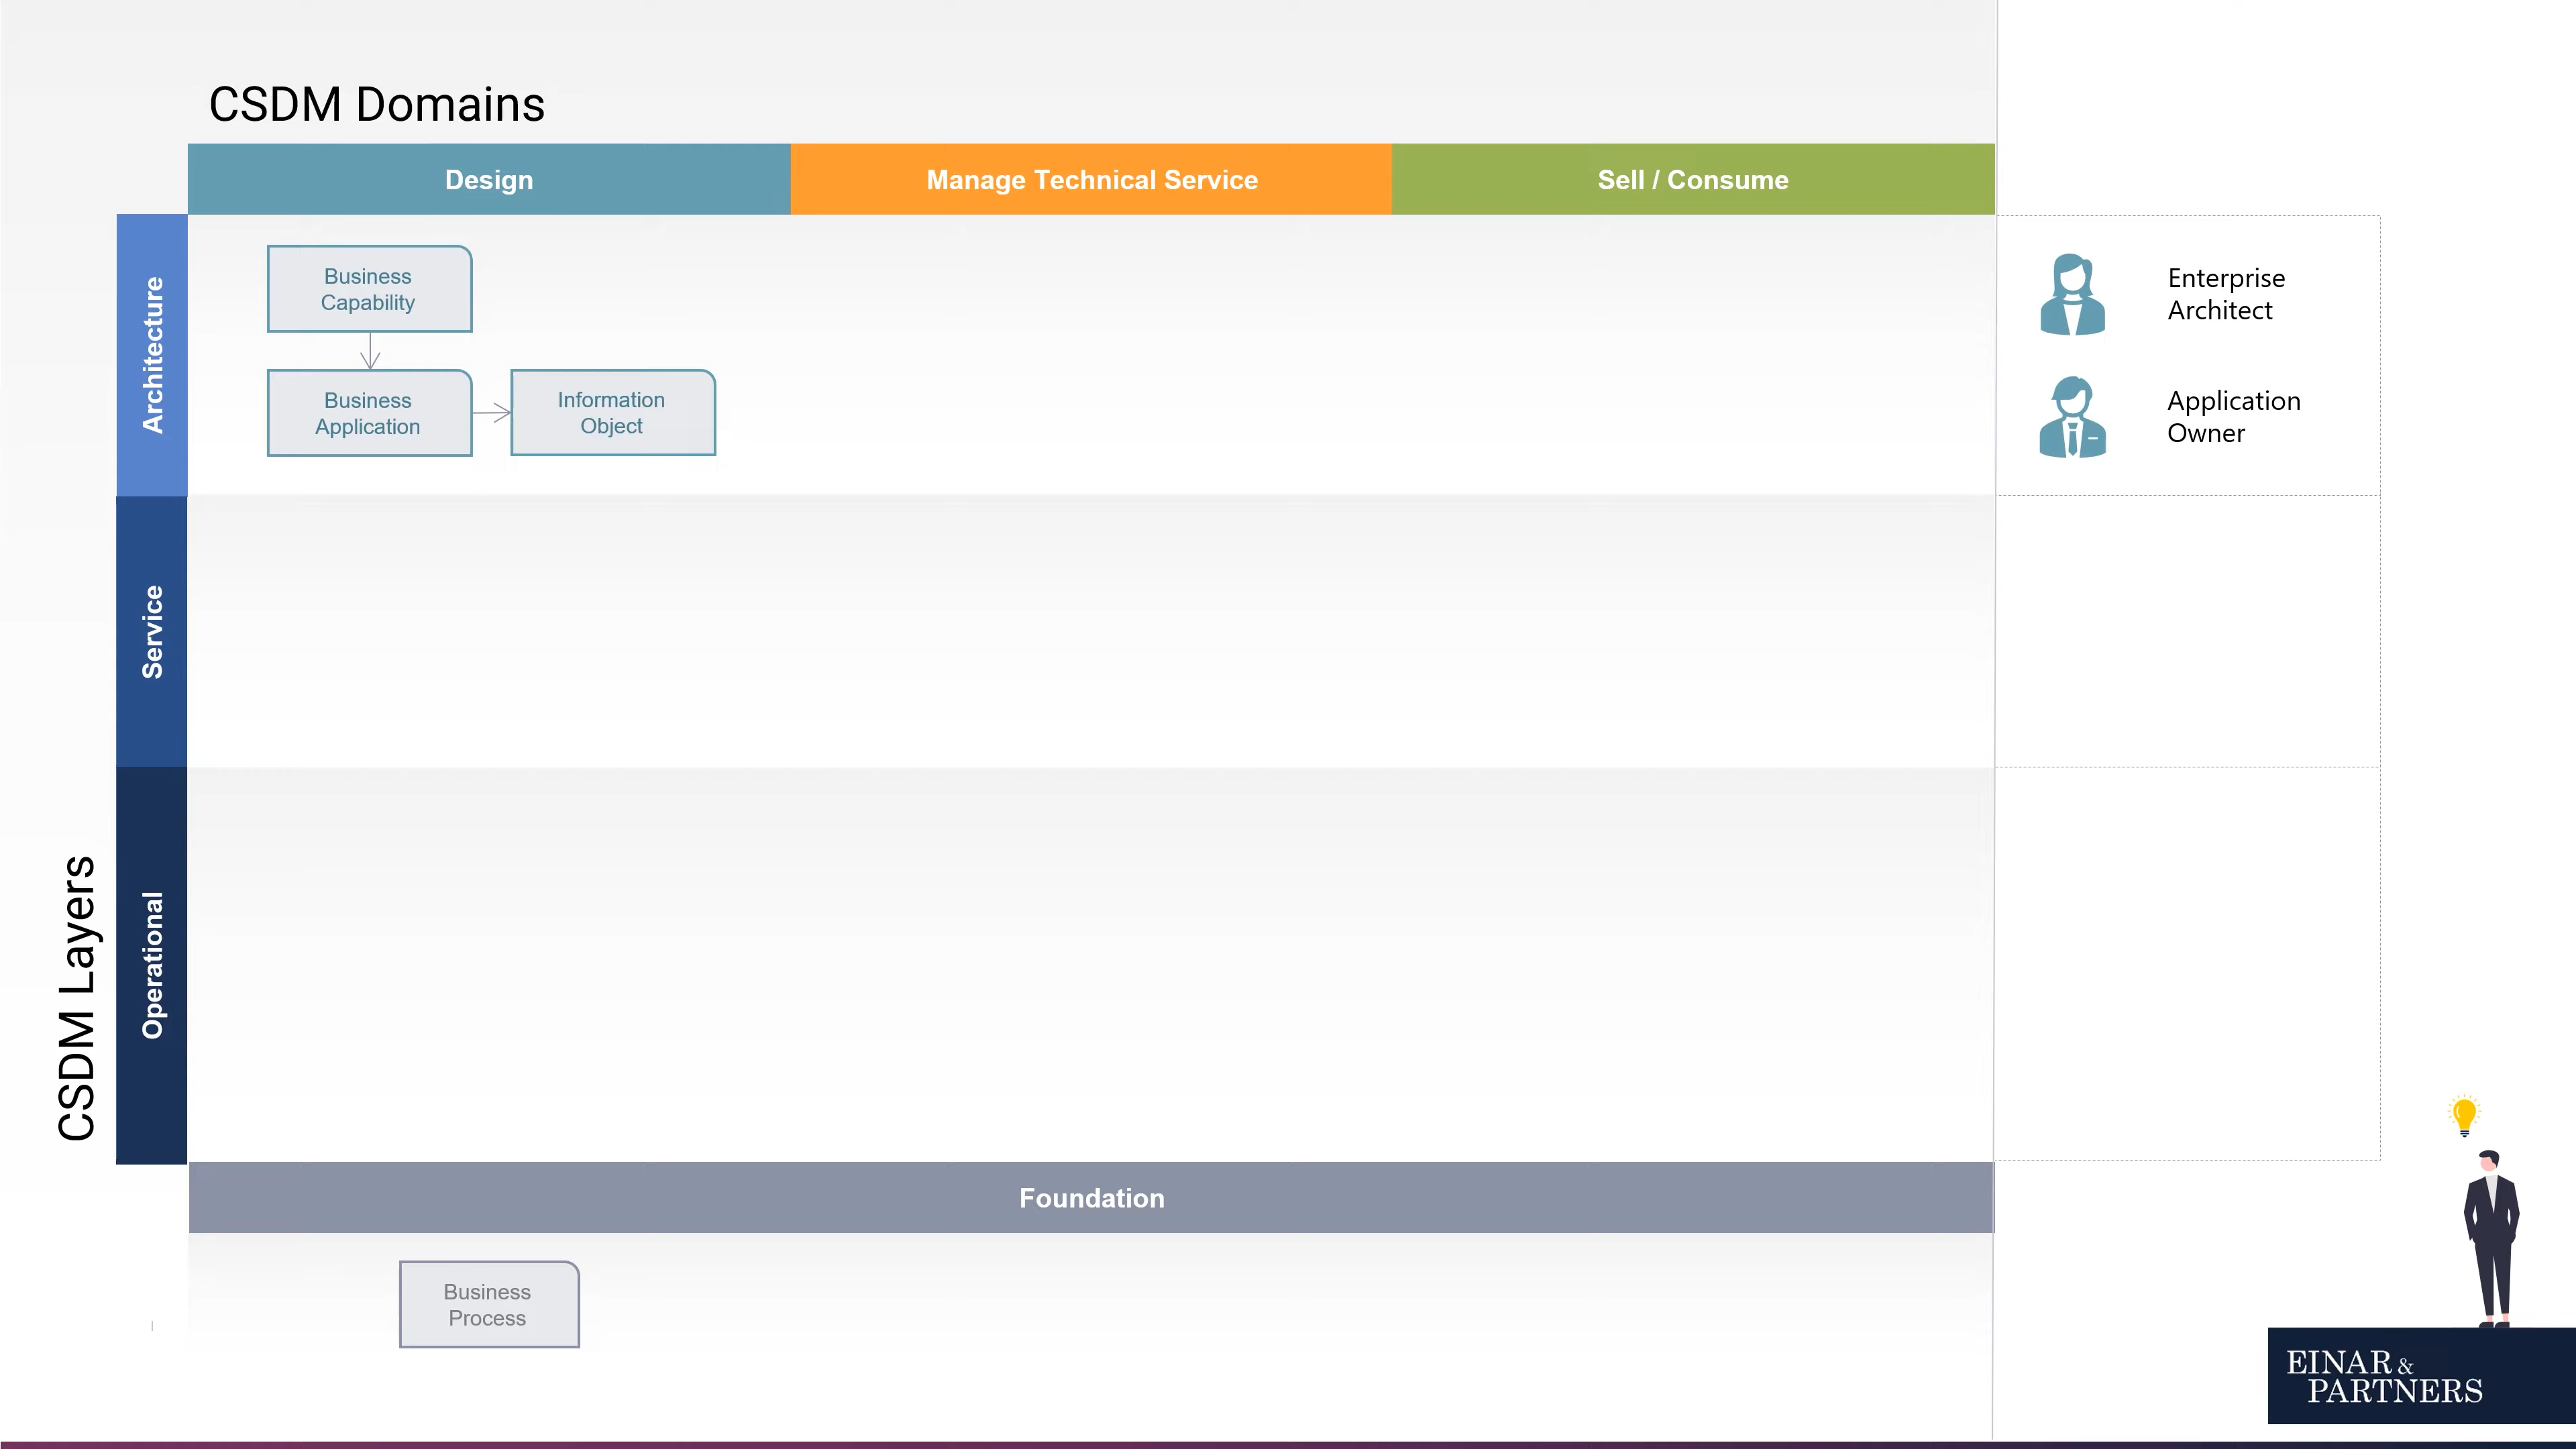 CSDM Domains
Design
Manage Technical Service
Sell / Consume
Architecture
Business
Capability
Business
Application
Information
Object
Enterprise
Architect
Application
Owner
Service
CSDM Layers
Operational
Foundation
Business
Process
EINAR &
PARTNERS